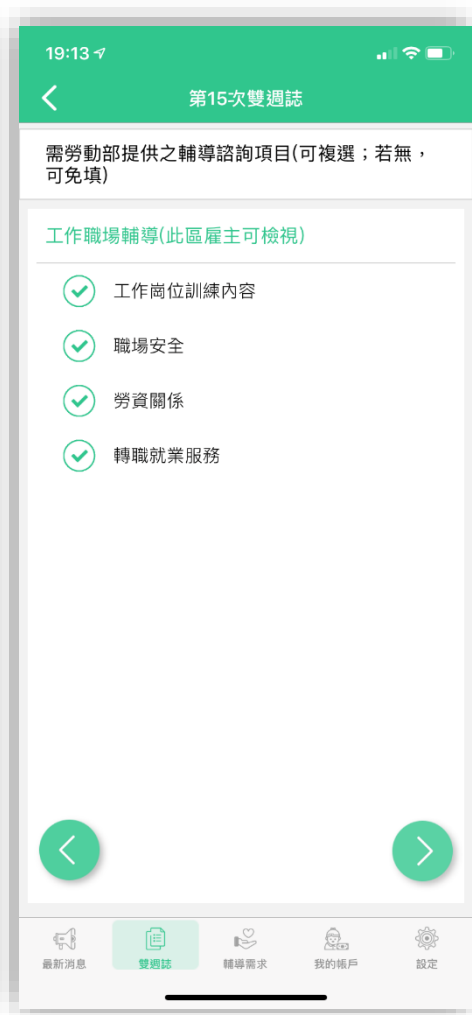 19:13
第15次雙週誌
需勞動部提供之輔導諮詢項目(可複選；若無，
可免填)
工作職場輔導(此區雇主可檢視)
工作崗位訓練內容
職場安全
勞資關係
轉職就業服務
最新消息 雙週誌 輔導需求 我的帳戶 設定